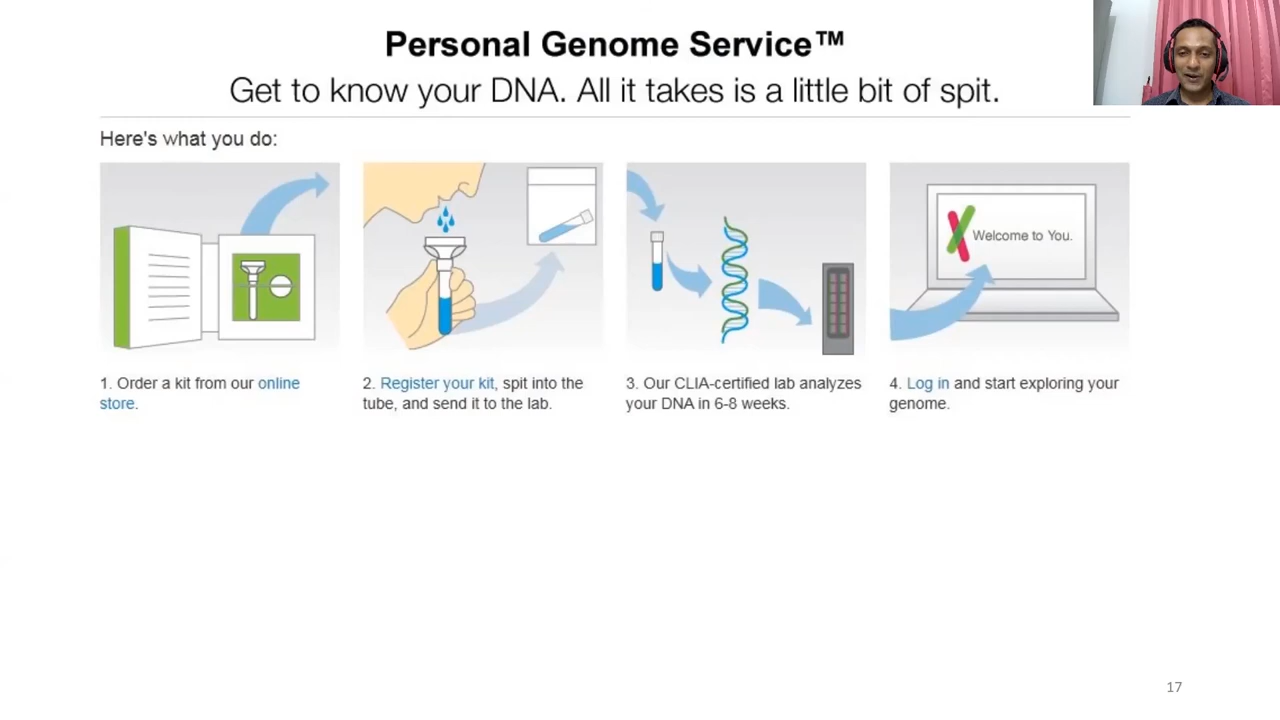 Personal Genome Service™
Get to know your DNA. All it takes is a little bit of spit.
Here's what you do:
Welcome to You.
1. Order a kit from our online
store.
2. Register your kit, spit into the
tube, and send it to the lab.
3. Our CLIA-certified lab analyzes
your DNA in 6-8 weeks.
4. Log in and start exploring your
genome.
17